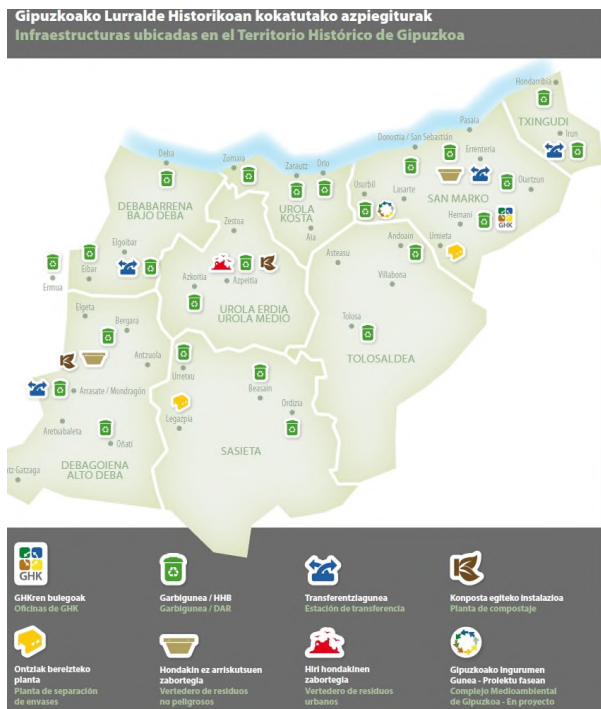 Gipuzkoako Lurralde Historikoan kokatutako azpiegiturak
Infraestructuras ubicadas en el Territorio Histórico de Gipuzkoa
Hondarribia
TXINGUDI
Irun
Pasaia
Donostia / San Sebastián
Errenteria
Oiartzun
Lasarte
SAN MARKO
Usurbil
Hernani
GHK
Urnieta
Deba
Zumaia
Zarautz
Orio
DEBABARRENA
BAJO DEBA
UROLA
KOSTA
Zestoa
Aia
Andoain
Asteasu
Villabona
Elgoibar
Eibar
Ermua
Azkoitia
Azpeitia
UROLA ERDIA
UROLA MEDIO
Tolosa
TOLOSALDEA
Elgeta
Bergara
Antzuola
Urretxu
Beasain
Ordizia
Arrasate / Mondragón
Legazpia
Aretxabaleta
Oñati
SASIETA
DEBAGOIENA
ALTO DEBA
tz-Gatzaga
GHK
GHKren bulegoak
Oficinas de GHK
Garbigunea / HHB
Garbigunea / DAR
Transferentziagunea
Estación de transferencia
Konposta egiteko instalazioa
Planta de compostaje
Ontziak bereizteko
planta
Planta de separación
de envases
Hondakin ez arriskutsuen
zabortegia
Vertedero de residuos
no peligrosos
Hiri hondakinen
zabortegia
Vertedero de residuos
urbanos
Gipuzkoako Ingurumen
Gunea - Proiektu fasean
Complejo Medioambiental
de Gipuzkoa - En proyecto